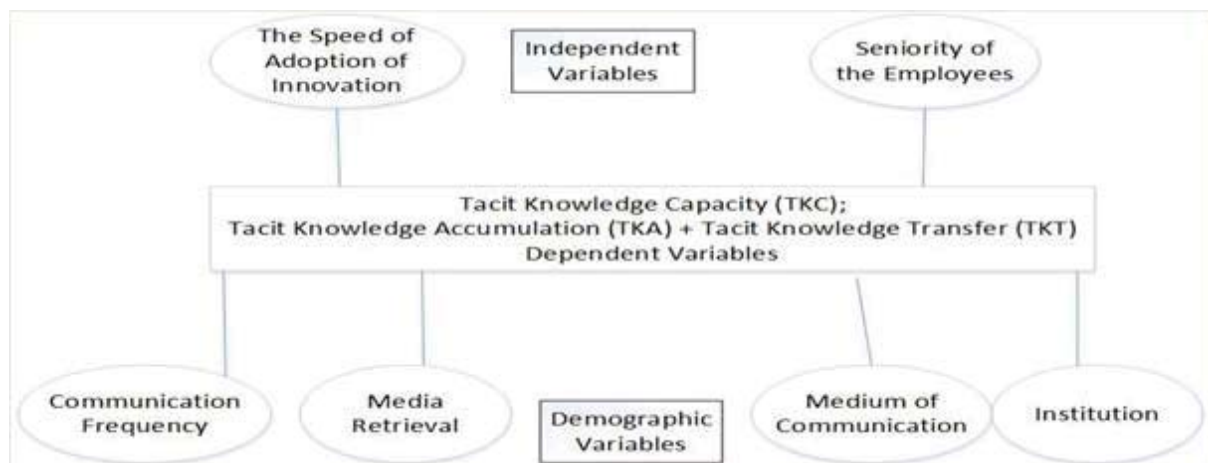 The Speed of
Adoption of
Innovation
Independent
Variables
Seniority of
the Employees
Tacit Knowledge Capacity (TKC);
Tacit Knowledge Accumulation (TKA) + Tacit Knowledge Transfer (TKT)
Dependent Variables
Communication
Frequency
Media
Retrieval
Demographic
Variables
Medium of
Communication
Institution